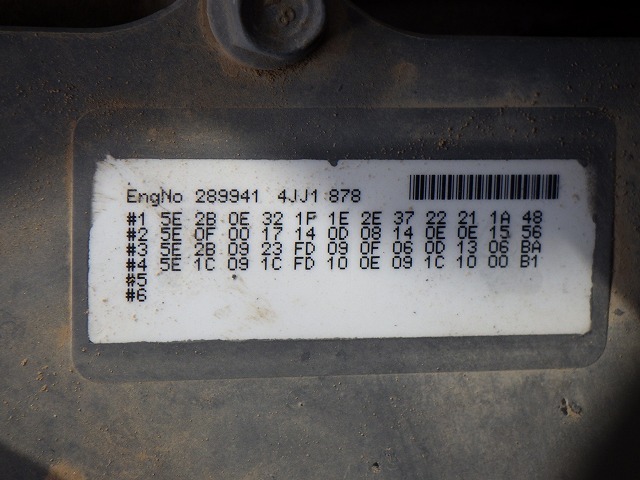 EngNo 289941 4JJ1 878
#1 5E 2B 0E 32 1F 1E 2E 37 22 21 1A 48
#2 5E 0F 00 17 14 0D 08 14 0E 0E 15 56
#3 5E 2B 09 23 FD 09 0F 06 0D 13 06 BA
#4 5E 1C 09 1C FD 10 0E 09 1C 10 00 B1
#5
#6